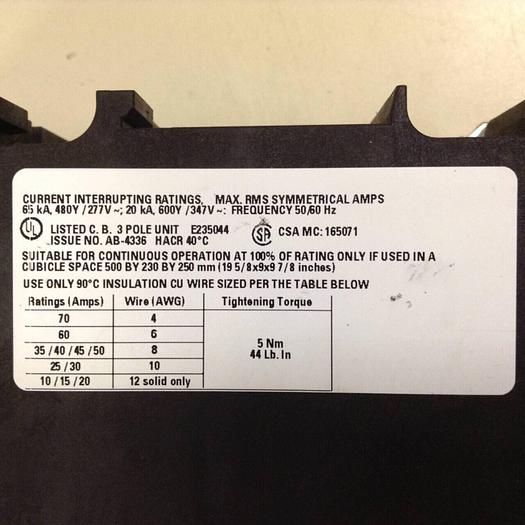 CURRENT INTERRUPTING RATINGS, MAX. RMS SYMMETRICAL AMPS
65 kA, 480Y/277V~; 20 kA, 600Y/347V~: FREQUENCY 50/60 Hz
UL LISTED C. B. 3 POLE UNIT E235044 SA CSA MC: 165071
ISSUE NO. AB-4336 HACR 40°C
SUITABLE FOR CONTINUOUS OPERATION AT 100% OF RATING ONLY IF USED IN A
CUBICLE SPACE 500 BY 230 BY 250 mm (19 5/8x9x9 7/8 inches)
USE ONLY 90°C INSULATION CU WIRE SIZED PER THE TABLE BELOW
Ratings (Amps) Wire (AWG) Tightening Torque
70 4
60 6
35/40/45/50 8
25/30 10
10/15/20 12 solid only
5 Nm
44 Lb. In